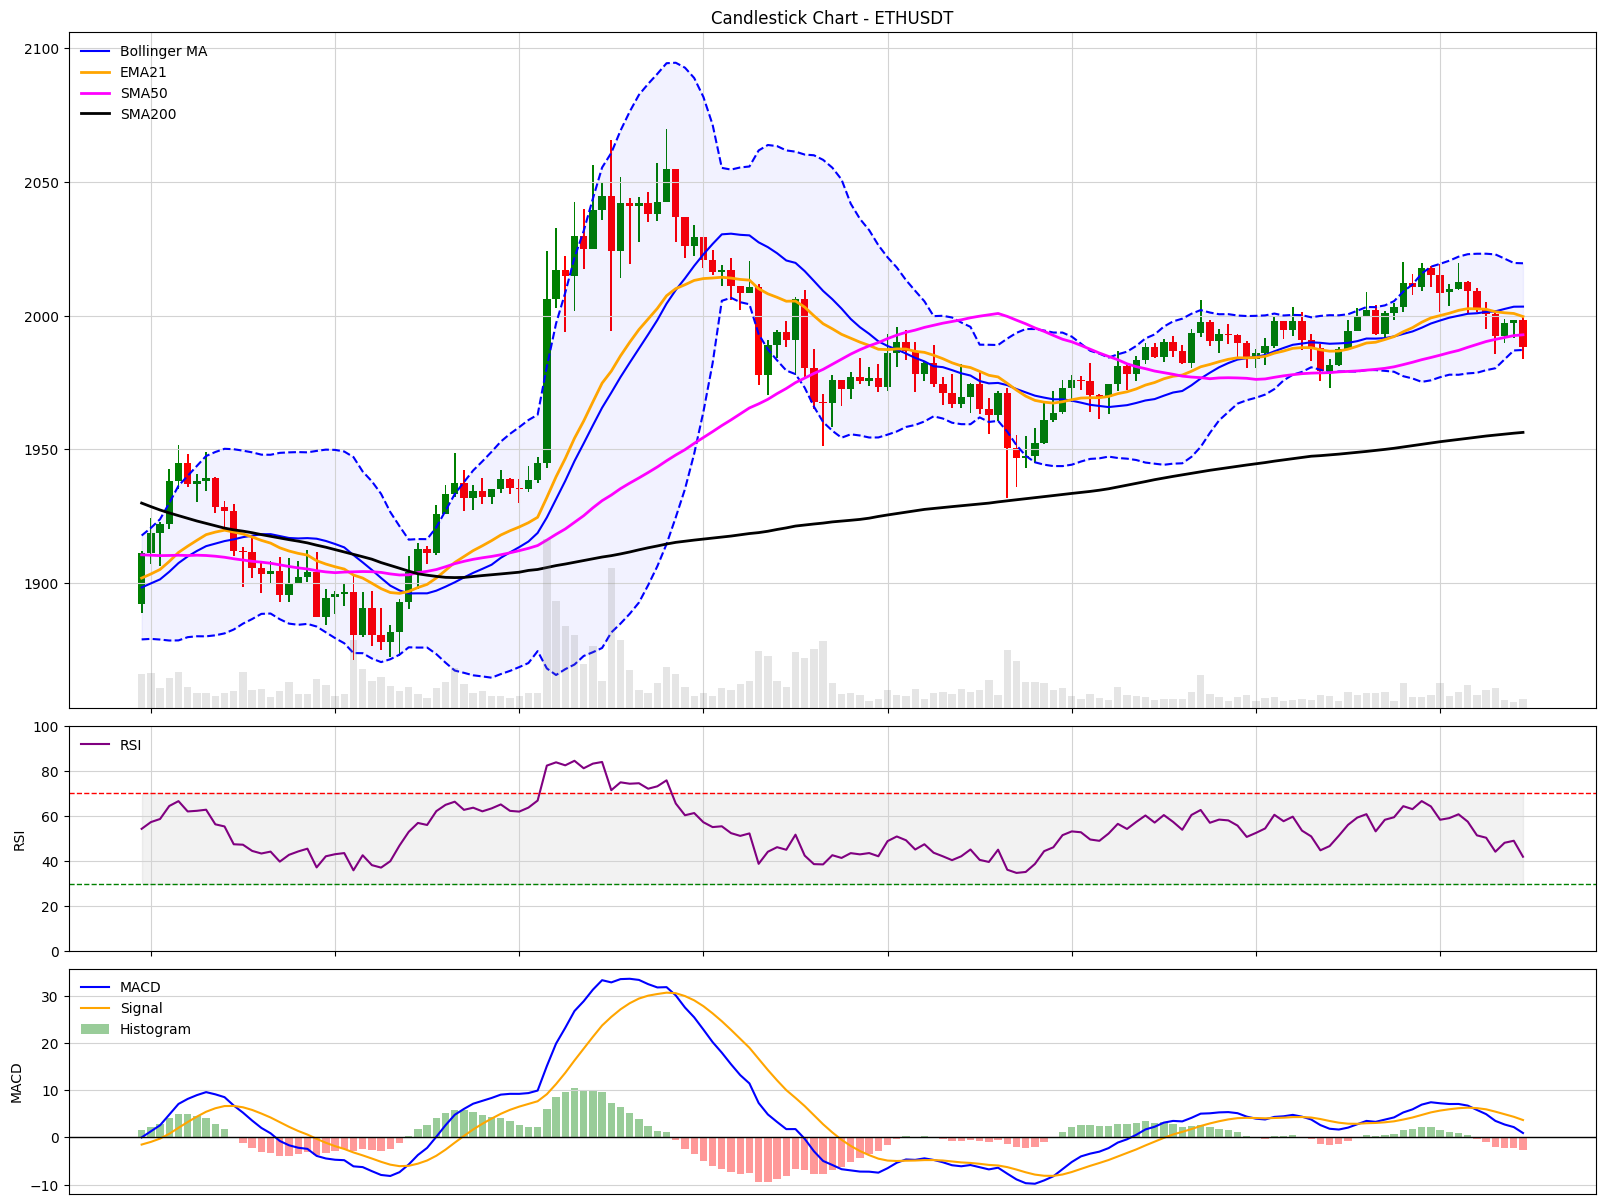 Candlestick Chart - ETHUSDT
Bollinger MA
EMA21
SMA50
SMA200
2100
2050
2000
1950
1900
RSI
100
80
60
40
20
0
RSI
MACD
Signal
Histogram
30
20
10
0
−10
MACD